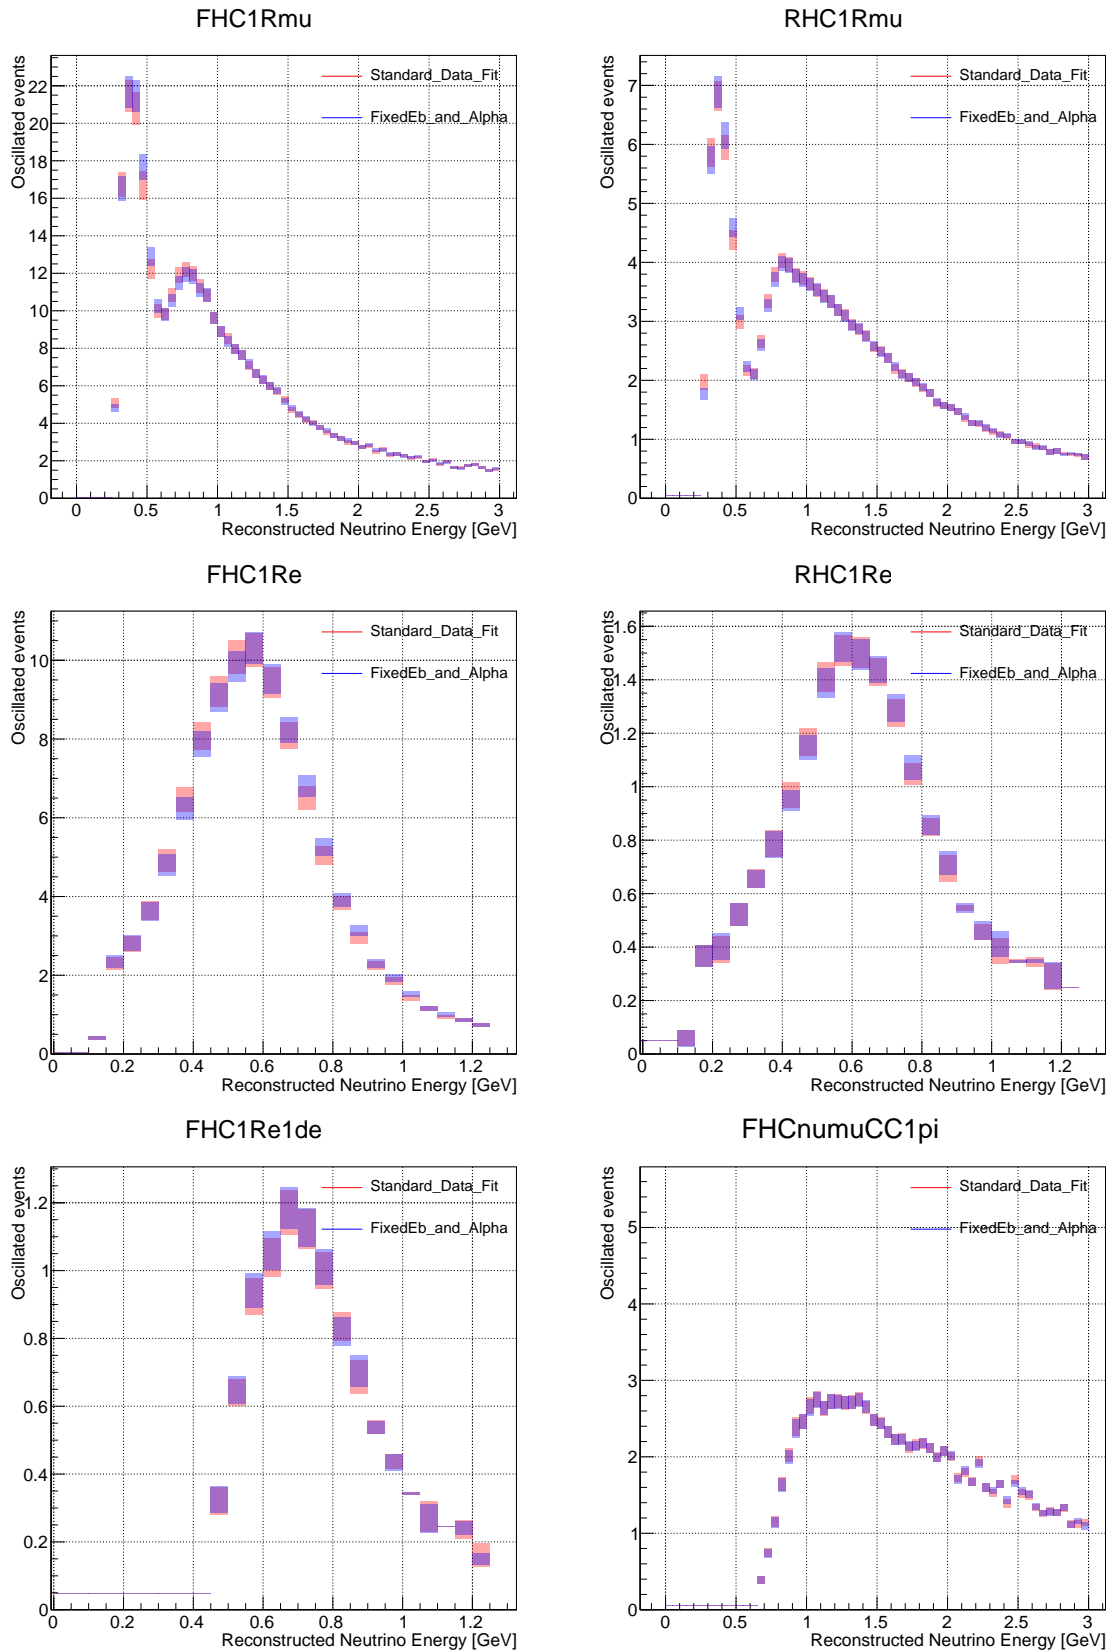 FHC1Rmu
Oscillated events
22
20
18
16
14
12
10
8
6
4
2
0
Standard_Data_Fit
FixedEb_and_Alpha
0 0.5 1 1.5 2 2.5 3
Reconstructed Neutrino Energy [GeV]
RHC1Rmu
Oscillated events
7
6
5
4
3
2
1
0
Standard_Data_Fit
FixedEb_and_Alpha
0 0.5 1 1.5 2 2.5 3
Reconstructed Neutrino Energy [GeV]
FHC1Re
Oscillated events
10
8
6
4
2
0
Standard_Data_Fit
FixedEb_and_Alpha
0 0.2 0.4 0.6 0.8 1 1.2
Reconstructed Neutrino Energy [GeV]
RHC1Re
Oscillated events
1.6
1.4
1.2
1
0.8
0.6
0.4
0.2
0
Standard_Data_Fit
FixedEb_and_Alpha
0 0.2 0.4 0.6 0.8 1 1.2
Reconstructed Neutrino Energy [GeV]
FHC1Re1de
Oscillated events
1.2
1
0.8
0.6
0.4
0.2
0
Standard_Data_Fit
FixedEb_and_Alpha
0 0.2 0.4 0.6 0.8 1 1.2
Reconstructed Neutrino Energy [GeV]
FHCnumuCC1pi
Oscillated events
5
4
3
2
1
0
Standard_Data_Fit
FixedEb_and_Alpha
0 0.5 1 1.5 2 2.5 3
Reconstructed Neutrino Energy [GeV]